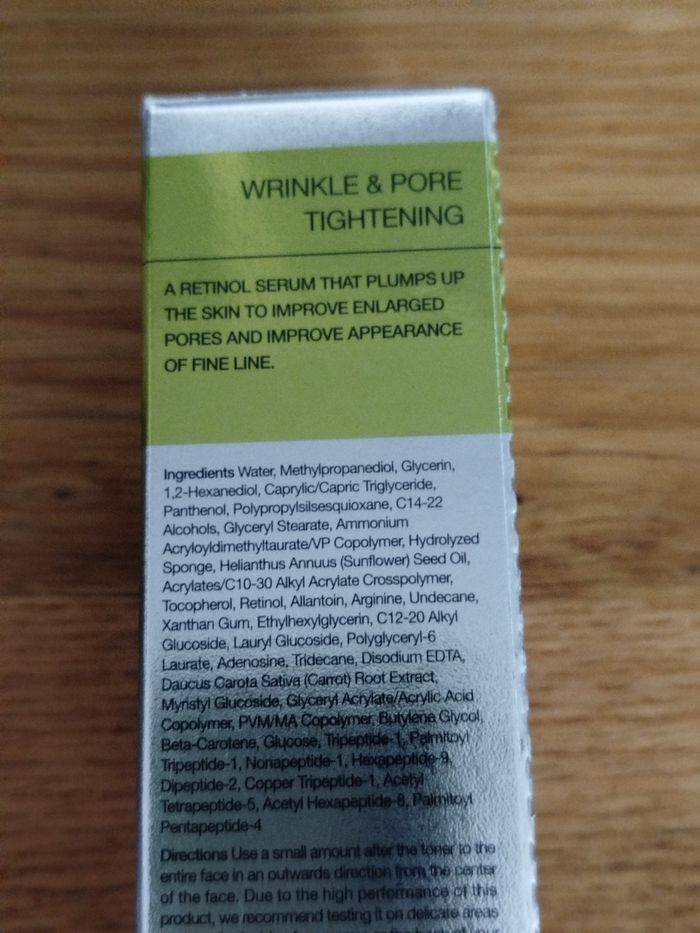 WRINKLE & PORE
TIGHTENING
A RETINOL SERUM THAT PLUMPS UP
THE SKIN TO IMPROVE ENLARGED
PORES AND IMPROVE APPEARANCE
OF FINE LINE.
Ingredients Water, Methylpropanediol, Glycerin,
1,2-Hexanediol, Caprylic/Capric Triglyceride,
Panthenol, Polypropylsilsesquioxane, C14-22
Alcohols, Glyceryl Stearate, Ammonium
Acryloyldimethyltaurate/VP Copolymer, Hydrolyzed
Sponge, Helianthus Annuus (Sunflower) Seed Oil,
Acrylates/C10-30 Alkyl Acrylate Crosspolymer,
Tocopherol, Retinol, Allantoin, Arginine, Undecane,
Xanthan Gum, Ethylhexylglycerin, C12-20 Alkyl
Glucoside, Lauryl Glucoside, Polyglyceryl-6
Laurate, Adenosine, Tridecane, Disodium EDTA,
Daucus Carota Sativa (Carrot) Root Extract,
Myristyl Glucoside, Glyceryl Acrylate/Acrylic Acid
Copolymer, PVM/MA Copolymer, Butylene Glycol,
Beta-Carotene, Glucose, Tripeptide-1, Palmitoyl
Tripeptide-1, Nonapeptide-1, Hexapeptide-9,
Dipeptide-2, Copper Tripeptide-1, Acetyl
Tetrapeptide-5, Acetyl Hexapeptide-8, Palmitoyl
Pentapeptide-4
Directions Use a small amount after the toner to the
entire face in an outwards direction from the center
of the face. Due to the high performance of this
product, we recommend testing it on delicate areas